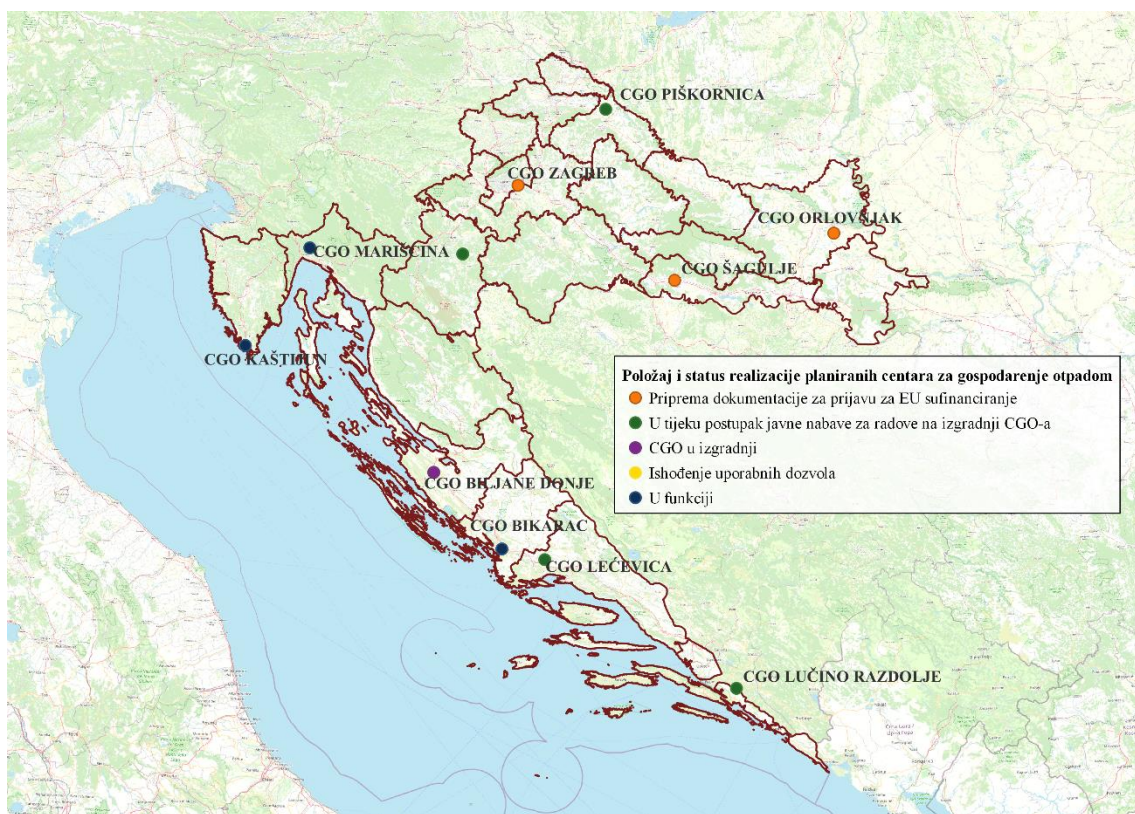 CGO PIŠKORNICA
CGO ZAGREB
CGO ORLOVŠJAK
CGO MARIŠĆINA
CGO ŠAGULJE
CGO KAŠTIJUN
Položaj i status realizacije planiranih centara za gospodarenje otpadom
Priprema dokumentacije za prijavu za EU sufinanciranje
U tijeku postupak javne nabave za radove na izgradnji CGO-a
CGO u izgradnji
Ishođenje uporabnih dozvola
U funkciji
CGO BILJANE DONJE
CGO BIKARAC
CGO LEĆEVICA
CGO LUČINO RAZDOLJE